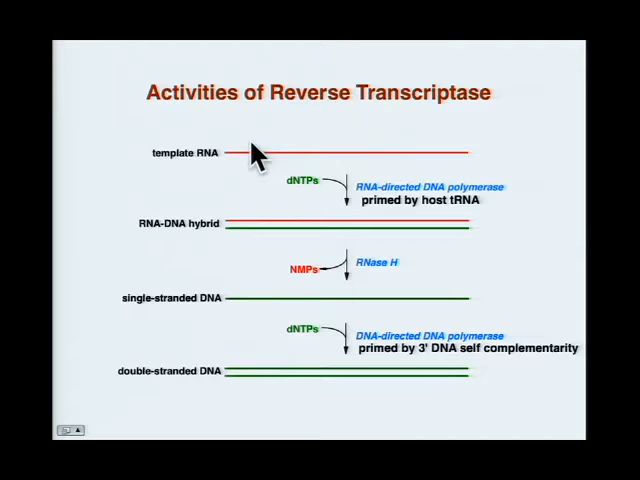 Activities of Reverse Transcriptase
template RNA
dNTPs
RNA-directed DNA polymerase
primed by host tRNA
RNA-DNA hybrid
NMPs
RNase H
single-stranded DNA
dNTPs
DNA-directed DNA polymerase
primed by 3' DNA self complementarity
double-stranded DNA